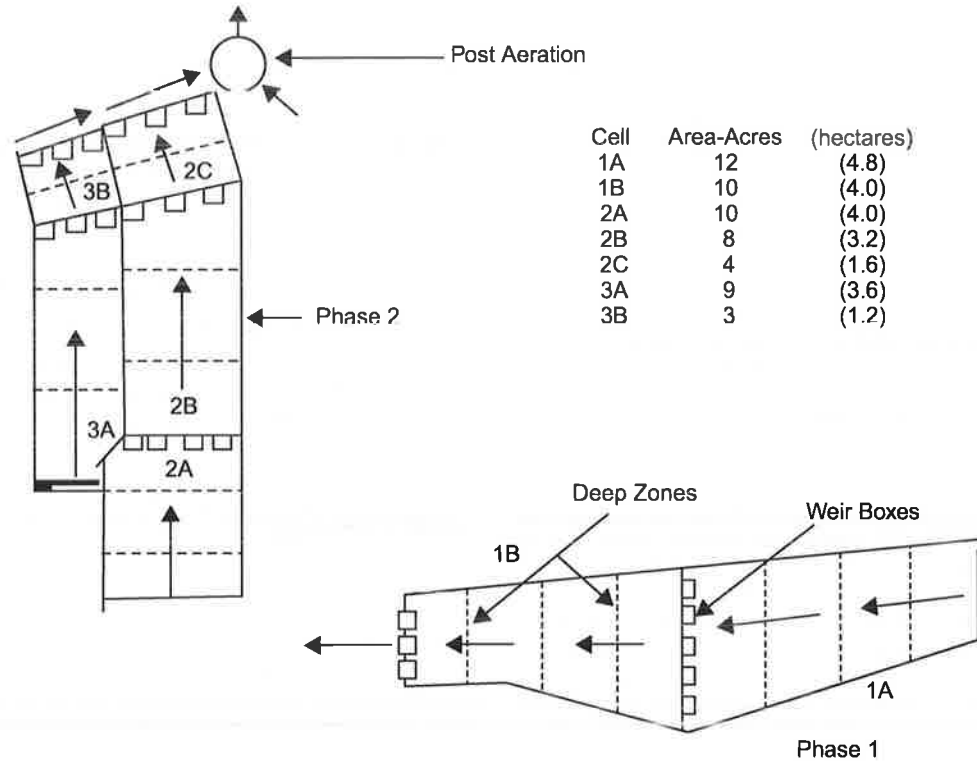 Post Aeration
Cell Area-Acres (hectares)
1A 12 (4.8)
1B 10 (4.0)
2A 10 (4.0)
2B 8 (3.2)
2C 4 (1.6)
3A 9 (3.6)
3B 3 (1.2)
2C
3B
Phase 2
2B
3A
2A
Deep Zones
Weir Boxes
1B
1A
Phase 1